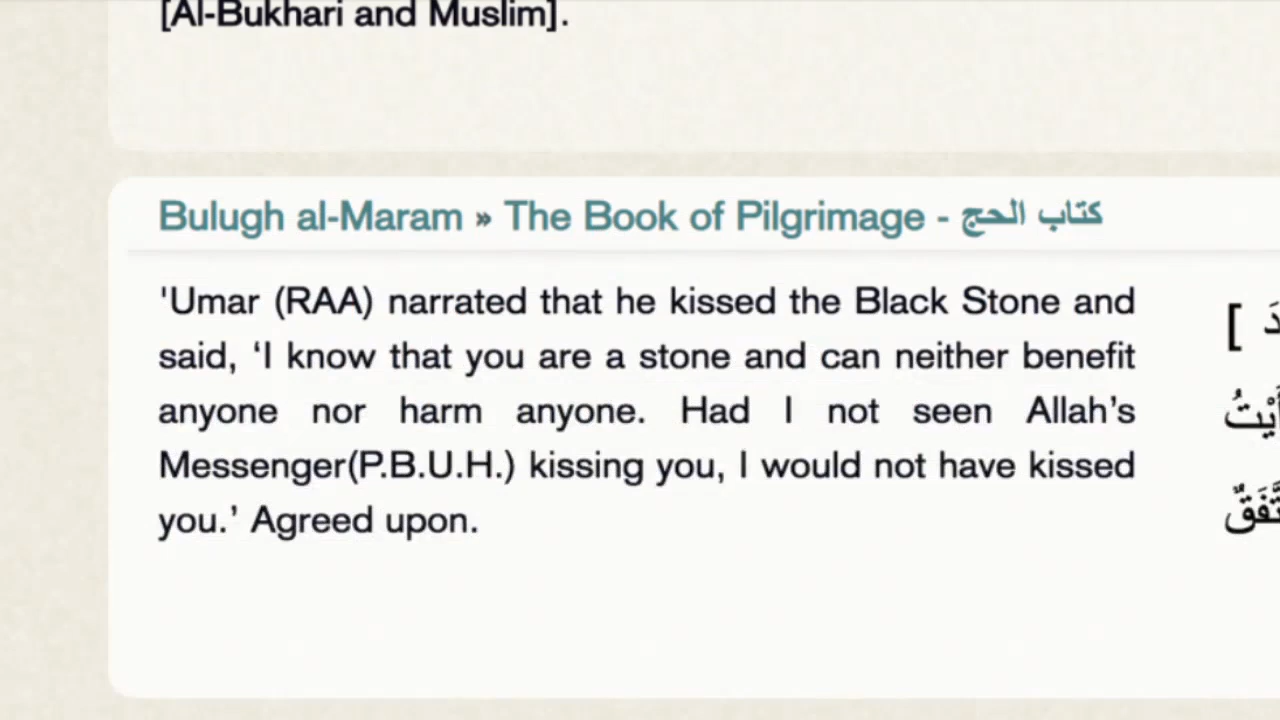 [Al-Bukhari and Muslim].
Bulugh al-Maram » The Book of Pilgrimage - كتاب الحج
'Umar (RAA) narrated that he kissed the Black Stone and
said, ‘I know that you are a stone and can neither benefit
anyone nor harm anyone. Had I not seen Allah’s
Messenger(P.B.U.H.) kissing you, I would not have kissed
you.’ Agreed upon.